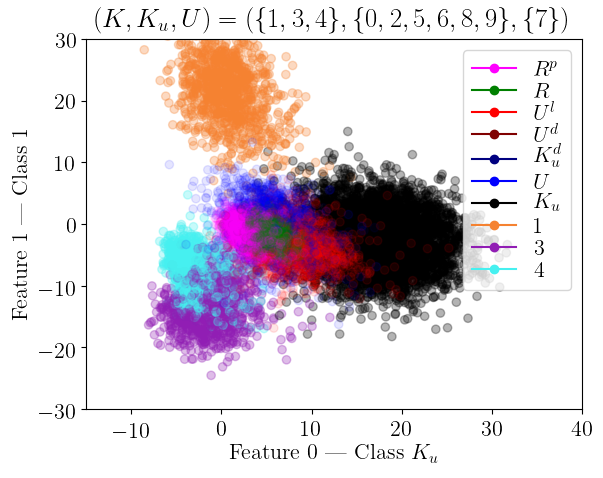 (K, K_u, U) = ({1, 3, 4}, {0, 2, 5, 6, 8, 9}, {7})
30
20
10
0
−10
−20
−30
Feature 1 — Class 1
R^p
R
U^l
U^d
K_u^d
U
K_u
1
3
4
−10 0 10 20 30 40
Feature 0 — Class K_u